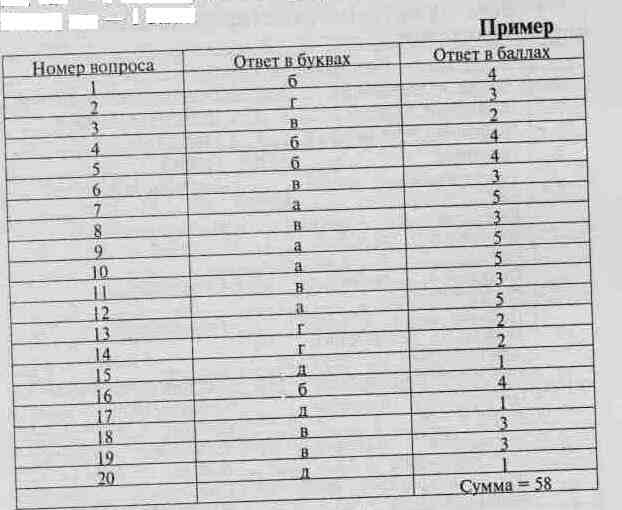 Пример
Номер вопроса Ответ в буквах Ответ в баллах
1 б 4
2 г 3
3 в 2
4 б 4
5 б 4
6 в 3
7 а 5
8 в 3
9 а 5
10 а 5
11 в 3
12 а 5
13 г 2
14 г 2
15 д 1
16 б 4
17 д 1
18 в 3
19 в 3
20 д 1
Сумма = 58